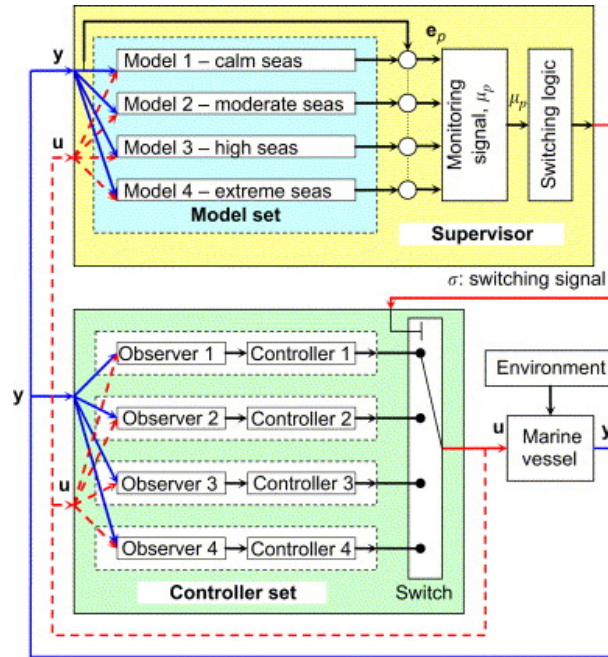 y
e_p
Model 1 – calm seas
Model 2 – moderate seas
Model 3 – high seas
Model 4 – extreme seas
Model set
u
Monitoring
signal, μ_p
μ_p
Switching logic
Supervisor
σ: switching signal
Observer 1
Controller 1
Observer 2
Controller 2
Observer 3
Controller 3
Observer 4
Controller 4
y
u
Controller set
Switch
Environment
u
Marine
vessel
y